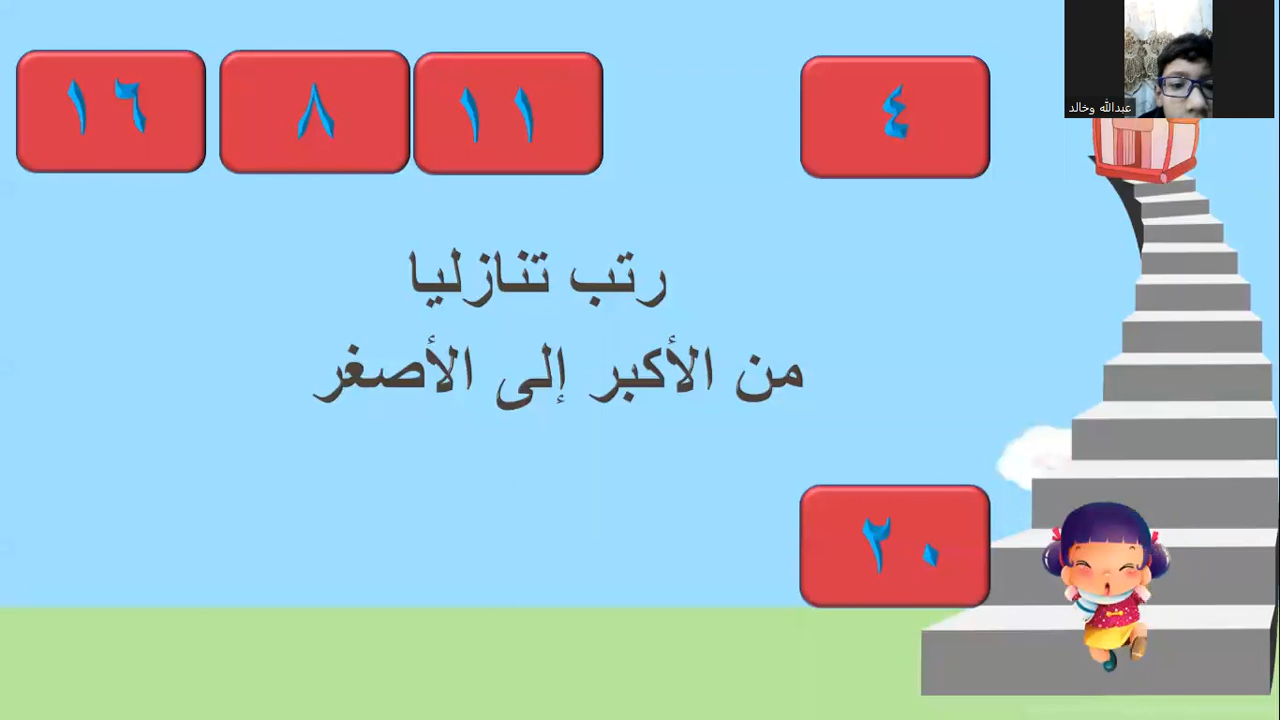 ١٦ ٨ ١١ ٤
عبدالله وخالد
رتب تنازليا
من الأكبر إلى الأصغر
٢٠